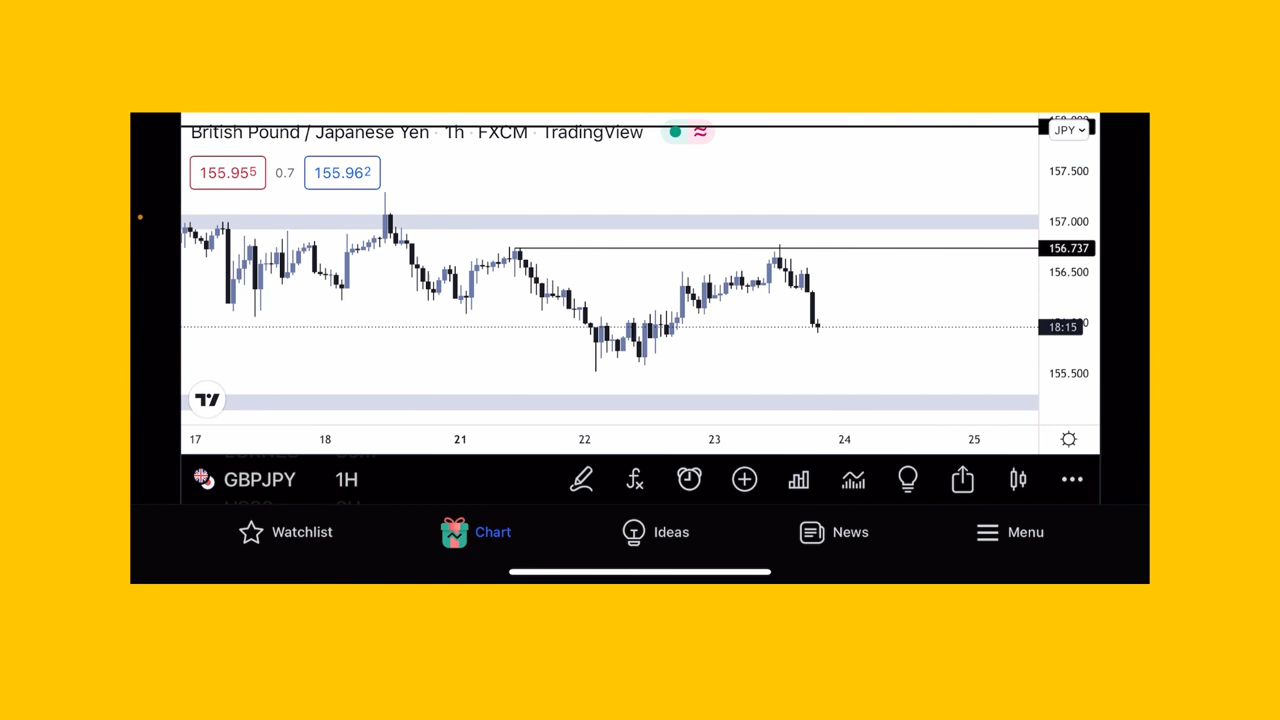 British Pound / Japanese Yen · 1h · FXCM · TradingView
JPY
155.955 0.7 155.962
157.500
157.000
156.737
156.500
18:15
155.500
17 18 21 22 23 24 25
GBPJPY 1H
Watchlist Chart Ideas News Menu